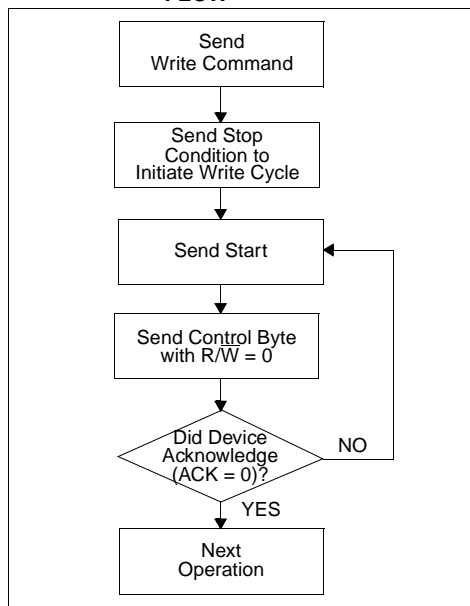 FLOW
Send
Write Command
Send Stop
Condition to
Initiate Write Cycle
Send Start
Send Control Byte
with R/W̅ = 0
Did Device
Acknowledge
(ACK = 0)?
NO
YES
Next
Operation